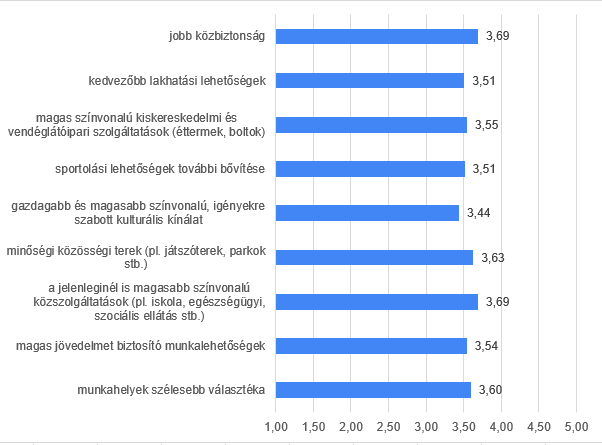 jobb közbiztonság
3,69
kedvezőbb lakhatási lehetőségek
3,51
magas színvonalú kiskereskedelmi és
vendéglátóipari szolgáltatások (éttermek, boltok)
3,55
sportolási lehetőségek további bővítése
3,51
gazdagabb és magasabb színvonalú, igényekre
szabott kulturális kínálat
3,44
minőségi közösségi terek (pl. játszóterek, parkok
stb.)
3,63
a jelenleginél is magasabb színvonalú
közszolgáltatások (pl. iskola, egészségügyi,
szociális ellátás stb.)
3,69
magas jövedelmet biztosító munkalehetőségek
3,54
munkahelyek szélesebb választéka
3,60
1,00 1,50 2,00 2,50 3,00 3,50 4,00 4,50 5,00